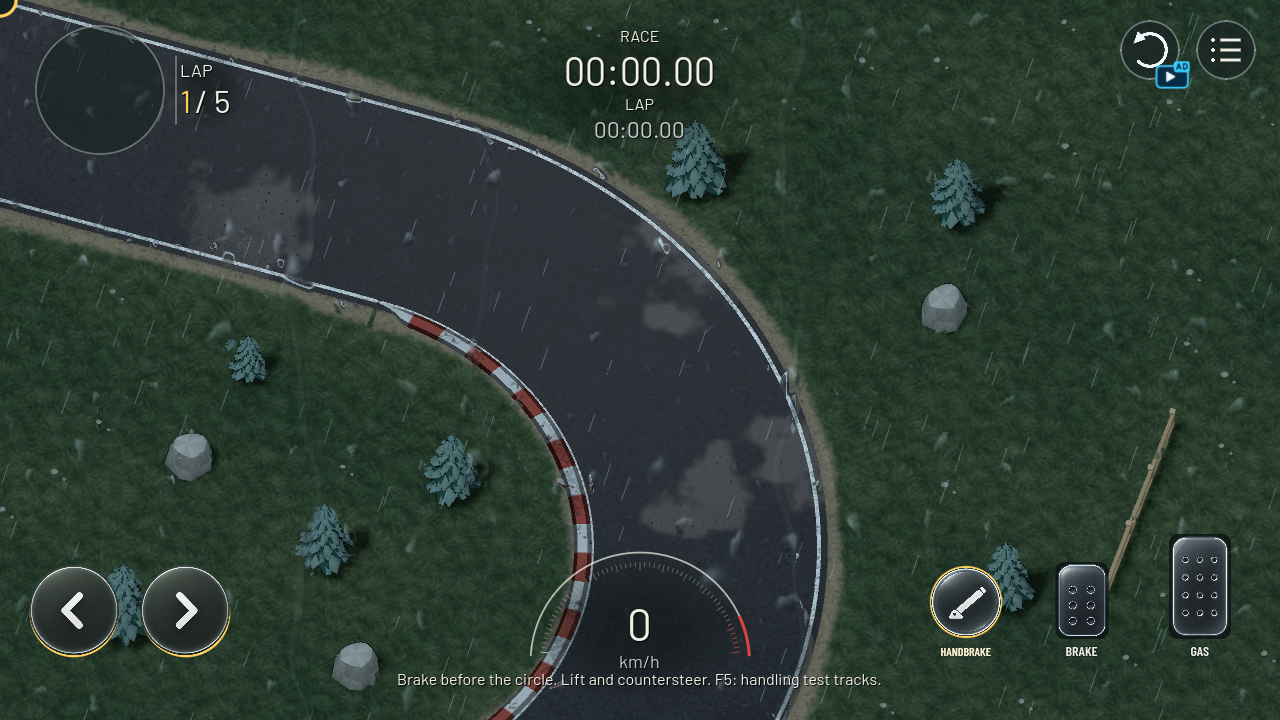 RACE
00:00.00
LAP
00:00.00
LAP
1/ 5
AD
0
km/h
Brake before the circle. Lift and countersteer. F5: handling test tracks.
HANDBRAKE
BRAKE
GAS